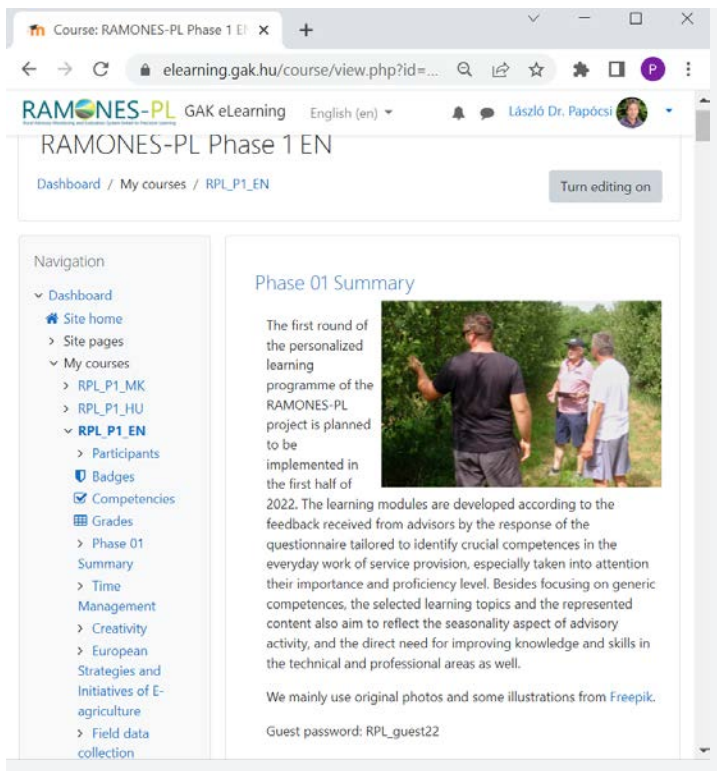 Course: RAMONES-PL Phase 1 E
elearning.gak.hu/course/view.php?id=...
P
RAMONES-PL GAK eLearning English (en) László Dr. Papócsi
RAMONES-PL Phase 1 EN
Dashboard / My courses / RPL_P1_EN
Turn editing on
Navigation
Dashboard
Site home
Site pages
My courses
RPL_P1_MK
RPL_P1_HU
RPL_P1_EN
Participants
Badges
Competencies
Grades
Phase 01
Summary
Time
Management
Creativity
European
Strategies and
Initiatives of E-
agriculture
Field data
collection
Phase 01 Summary
The first round of
the personalized
learning
programme of the
RAMONES-PL
project is planned
to be
implemented in
the first half of
2022. The learning modules are developed according to the
feedback received from advisors by the response of the
questionnaire tailored to identify crucial competences in the
everyday work of service provision, especially taken into attention
their importance and proficiency level. Besides focusing on generic
competences, the selected learning topics and the represented
content also aim to reflect the seasonality aspect of advisory
activity, and the direct need for improving knowledge and skills in
the technical and professional areas as well.
We mainly use original photos and some illustrations from Freepik.
Guest password: RPL_guest22